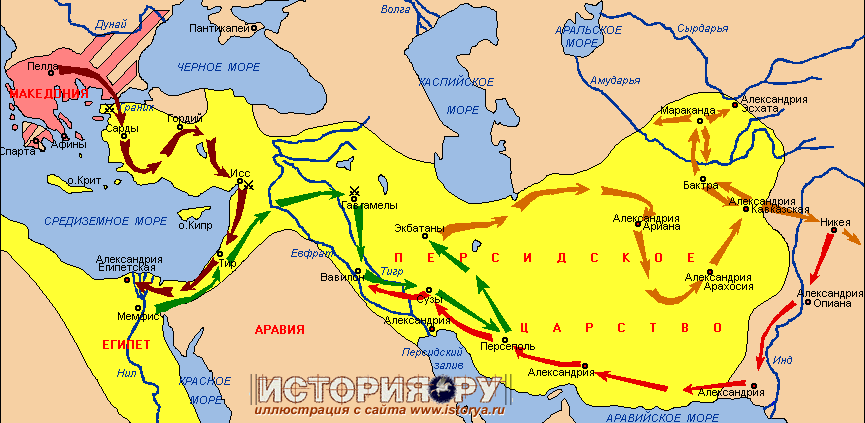 Дунай
Волга
Пантикапей
АРАЛЬСКОЕ
МОРЕ
Сырдарья
Пелла
ЧЕРНОЕ МОРЕ
КАСПИЙСКИЙ
МОРЕ
Амударья
МАКЕДОНИЯ
Граник
Гордий
Сарды
Мараканда
Александрия
Эсхата
Спарта
Афины
о.Крит
Исс
Гавгамелы
Бактра
СРЕДИЗЕМНОЕ МОРЕ
о.Кипр
Экбатаны
Александрия
Ариана
Александрия
Кавказская
Никея
Александрия
Египетская
Тир
Евфрат
Тигр
Вавилон
ПЕРСИДСКОЕ
Александрия
Арахосия
Сузы
Мемфис
АРАВИЯ
Александрия
Персеполь
ЦАРСТВО
Александрия
Опиана
ЕГИПЕТ
Нил
КРАСНОЕ
МОРЕ
Персидский
залив
Александрия
Инд
Александрия
АРАВИЙСКОЕ МОРЕ
ИСТОРИЯ РУ
иллюстрация с сайта www.istorya.ru